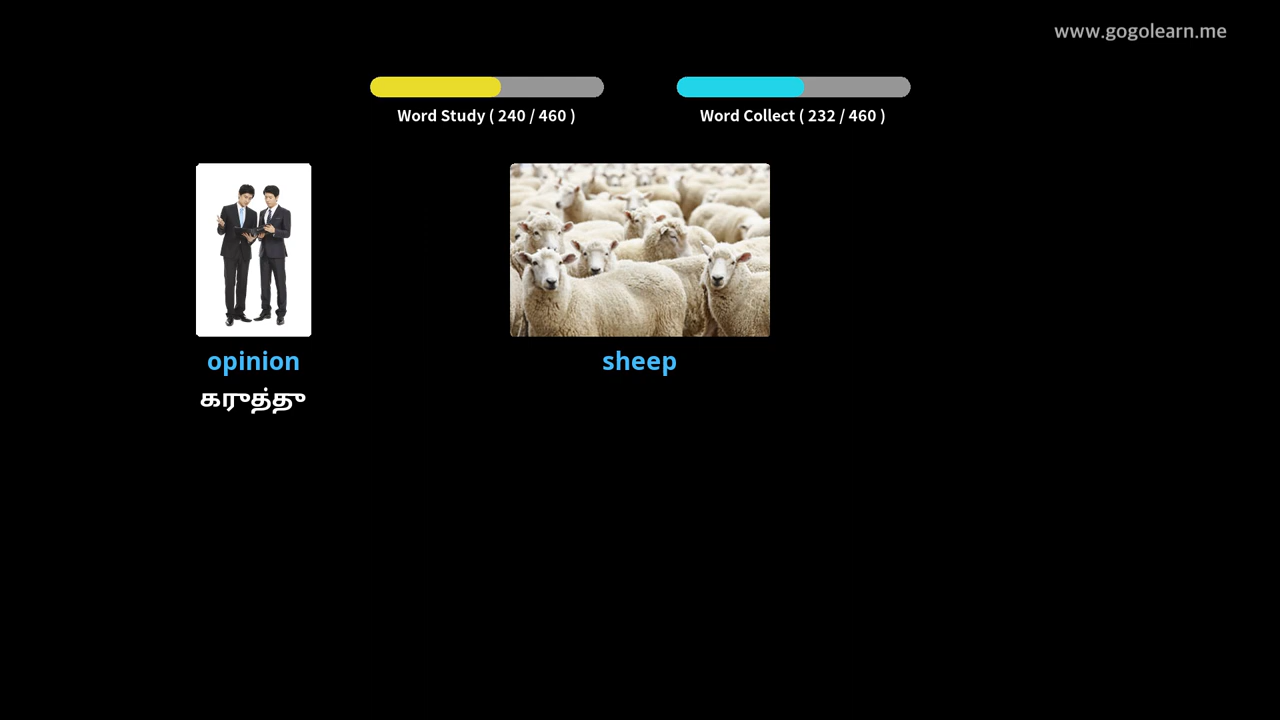 www.gogolearn.me
Word Study ( 240 / 460 )
Word Collect ( 232 / 460 )
opinion
கருத்து
sheep